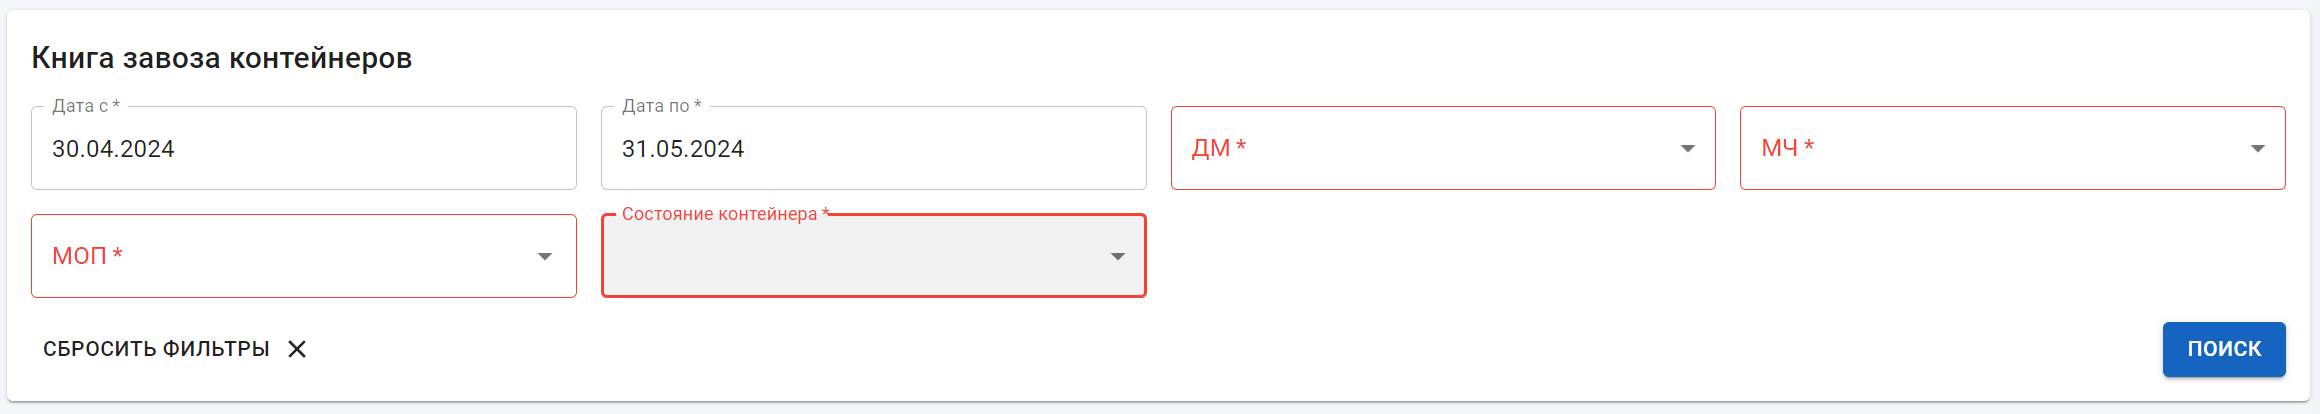 Книга завоза контейнеров
Дата с *
30.04.2024
Дата по *
31.05.2024
ДМ *
МЧ *
МОП *
Состояние контейнера *
СБРОСИТЬ ФИЛЬТРЫ
ПОИСК